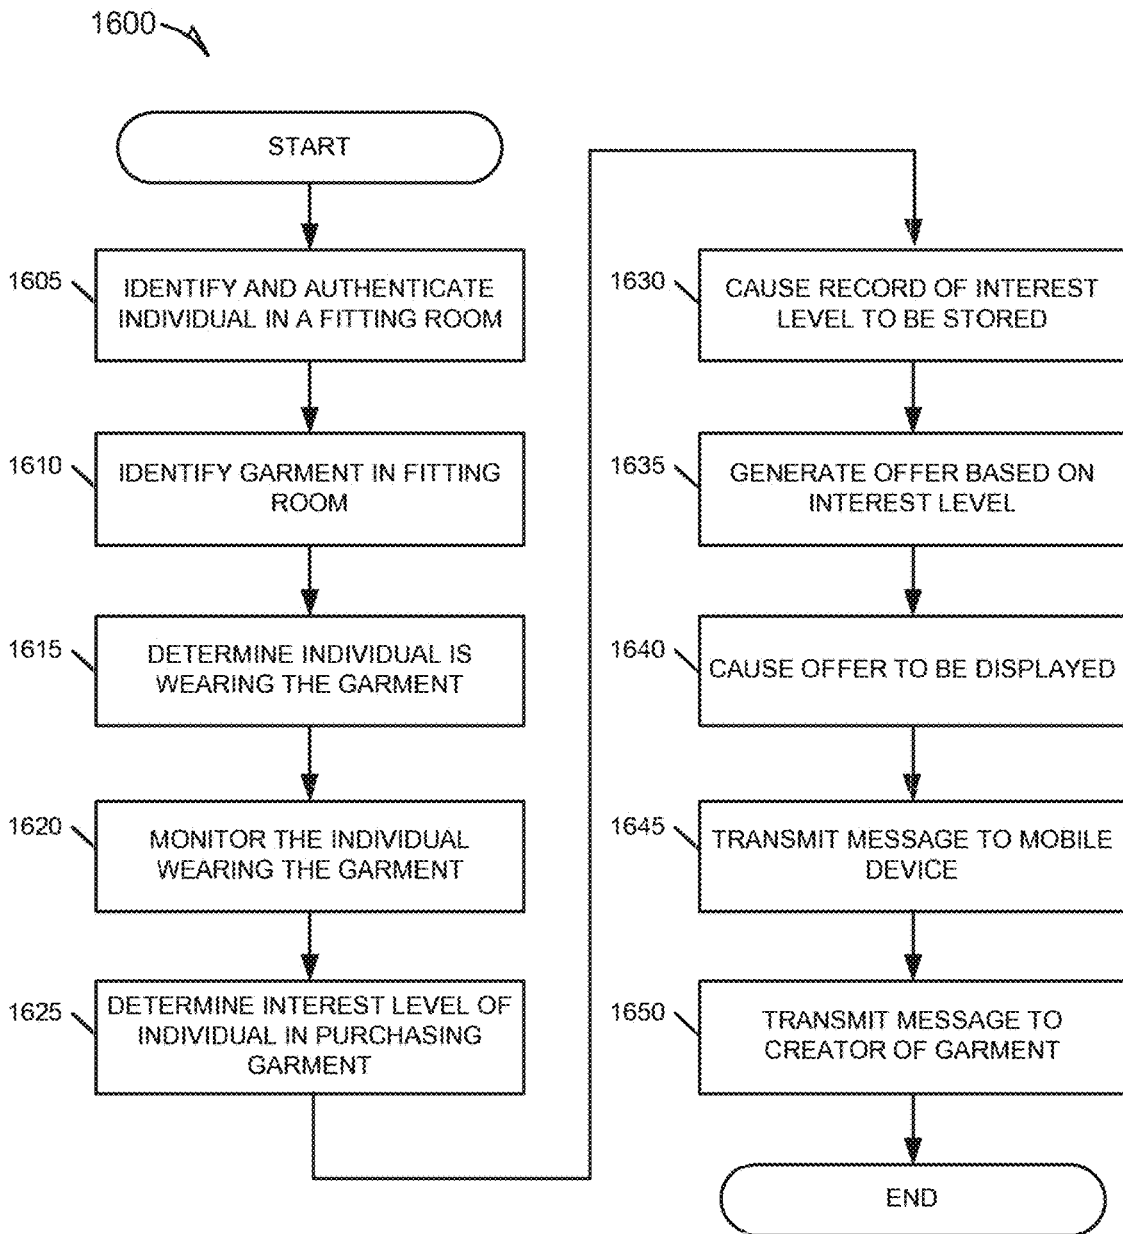 1600
START
1605
IDENTIFY AND AUTHENTICATE
INDIVIDUAL IN A FITTING ROOM
1610
IDENTIFY GARMENT IN FITTING
ROOM
1615
DETERMINE INDIVIDUAL IS
WEARING THE GARMENT
1620
MONITOR THE INDIVIDUAL
WEARING THE GARMENT
1625
DETERMINE INTEREST LEVEL OF
INDIVIDUAL IN PURCHASING
GARMENT
1630
CAUSE RECORD OF INTEREST
LEVEL TO BE STORED
1635
GENERATE OFFER BASED ON
INTEREST LEVEL
1640
CAUSE OFFER TO BE DISPLAYED
1645
TRANSMIT MESSAGE TO MOBILE
DEVICE
1650
TRANSMIT MESSAGE TO
CREATOR OF GARMENT
END